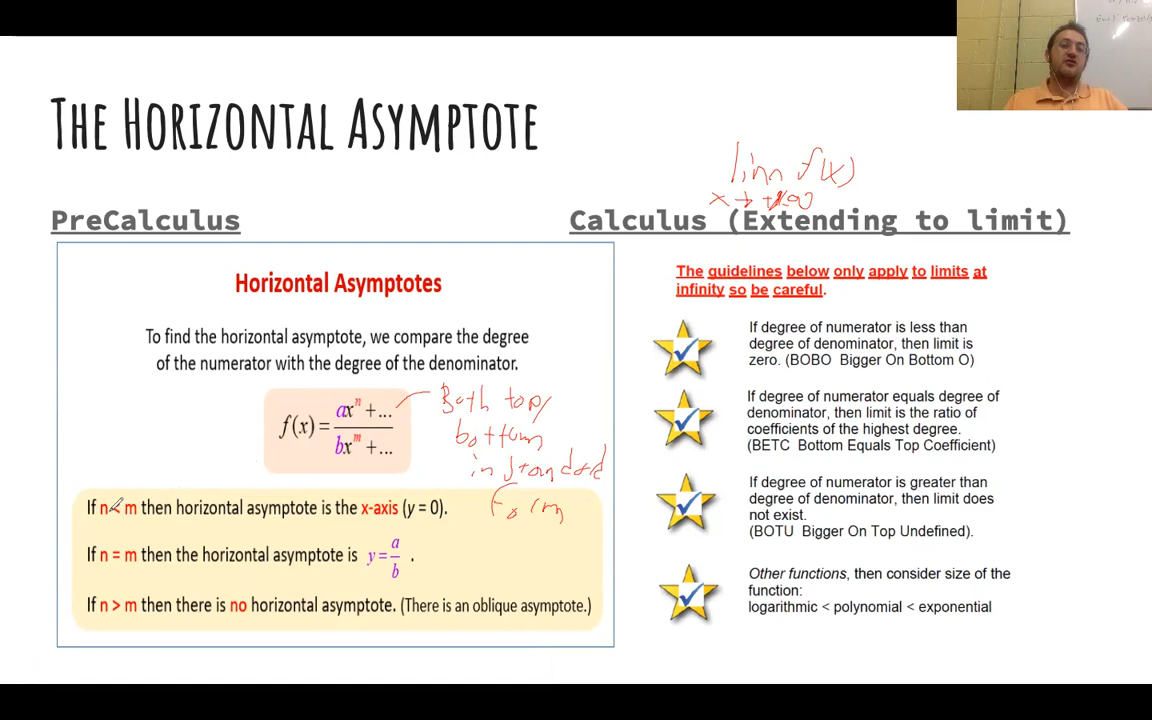 THE HORIZONTAL ASYMPTOTE
lim f(x)
PreCalculus
Calculus (Extending to limit)
Horizontal Asymptotes
To find the horizontal asymptote, we compare the degree
of the numerator with the degree of the denominator.
f(x) = axⁿ + ... / bxᵐ + ...
Both top/
bottom
in standard
Form
If n < m then horizontal asymptote is the x-axis (y = 0).
If n = m then the horizontal asymptote is y = a/b .
If n > m then there is no horizontal asymptote. (There is an oblique asymptote.)
The guidelines below only apply to limits at
infinity so be careful.
If degree of numerator is less than
degree of denominator, then limit is
zero. (BOBO Bigger On Bottom O)
If degree of numerator equals degree of
denominator, then limit is the ratio of
coefficients of the highest degree.
(BETC Bottom Equals Top Coefficient)
If degree of numerator is greater than
degree of denominator, then limit does
not exist.
(BOTU Bigger On Top Undefined).
Other functions, then consider size of the
function:
logarithmic < polynomial < exponential